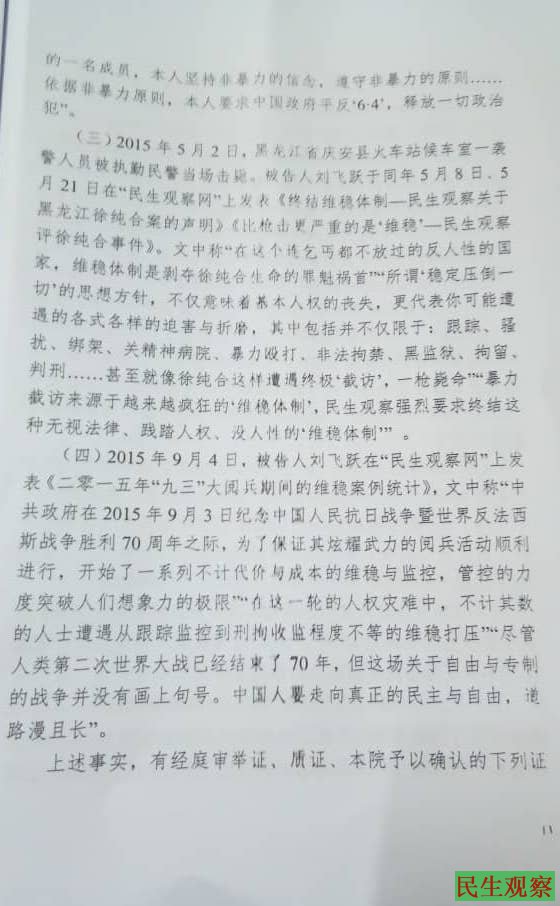 的一名成员，本人坚持非暴力的信念，遵守非暴力的原则……
依据非暴力原则，本人要求中国政府平反‘6·4’，释放一切政治
犯”。
（三）2015 年 5 月 2 日，黑龙江省庆安县火车站候车室一袭
警人员被执勤民警当场击毙。被告人刘飞跃于同年 5 月 8 日、5
月 21 日在“民生观察网”上发表《终结维稳体制—民生观察关于
黑龙江徐纯合案的声明》《比枪击更严重的是‘维稳’—民生观察
评徐纯合事件》。文中称“在这个连乞丐都不放过的反人性的国
家，维稳体制是剥夺徐纯合生命的罪魁祸首”“所谓‘稳定压倒一
切’的思想方针，不仅意味着基本人权的丧失，更代表你可能遭
遇的各式各样的迫害与折磨，其中包括并不仅限于：跟踪、骚
扰、绑架、关精神病院、暴力殴打、非法拘禁、黑监狱、拘留、
判刑……甚至就像徐纯合这样遭遇终极‘截访’，一枪毙命”“暴力
截访来源于越来越疯狂的‘维稳体制’，民生观察强烈要求终结这
种无视法律、践踏人权、没人性的‘维稳体制’” 。
（四）2015 年 9 月 4 日，被告人刘飞跃在“民生观察网”上发
表《二零一五年“九三”大阅兵期间的维稳案例统计》，文中称“中
共政府在 2015 年 9 月 3 日纪念中国人民抗日战争暨世界反法西
斯战争胜利 70 周年之际，为了保证其炫耀武力的阅兵活动顺利
进行，开始了一系列不计代价与成本的维稳与监控，管控的力
度突破人们想象力的极限”“在这一轮的人权灾难中，不计其数
的人士遭遇从跟踪监控到刑拘收监程度不等的维稳打压”“尽管
人类第二次世界大战已经结束了 70 年，但这场关于自由与专制
的战争并没有画上句号。中国人要走向真正的民主与自由，道
路漫且长”。
上述事实，有经庭审举证、质证、本院予以确认的下列证
11
民生观察